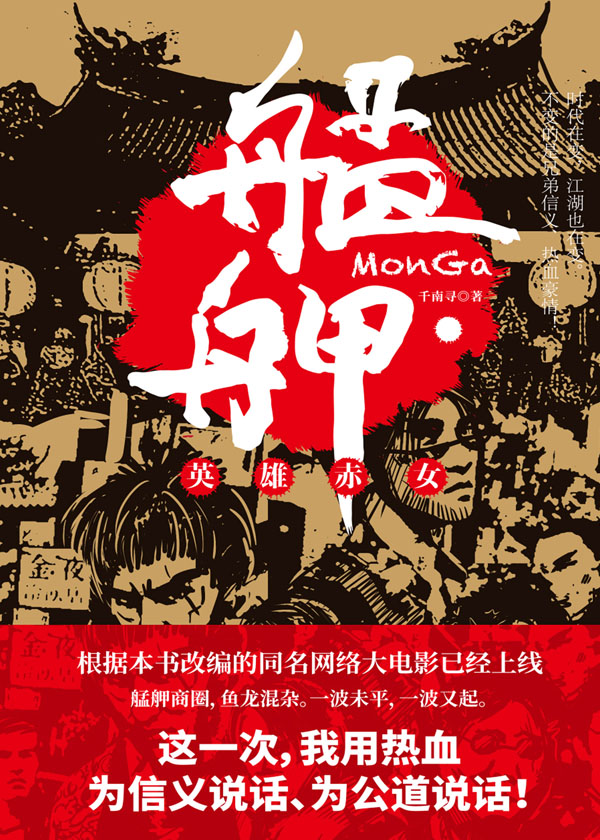 艋舺·
MonGa
千南寻◎著
时代在变,江湖也在变。
不变的是兄弟信义、热血豪情!
英雄赤女
金夜
根据本书改编的同名网络大电影已经上线
艋舺商圈,鱼龙混杂。一波未平,一波又起。
这一次,我用热血
为信义说话、为公道说话!